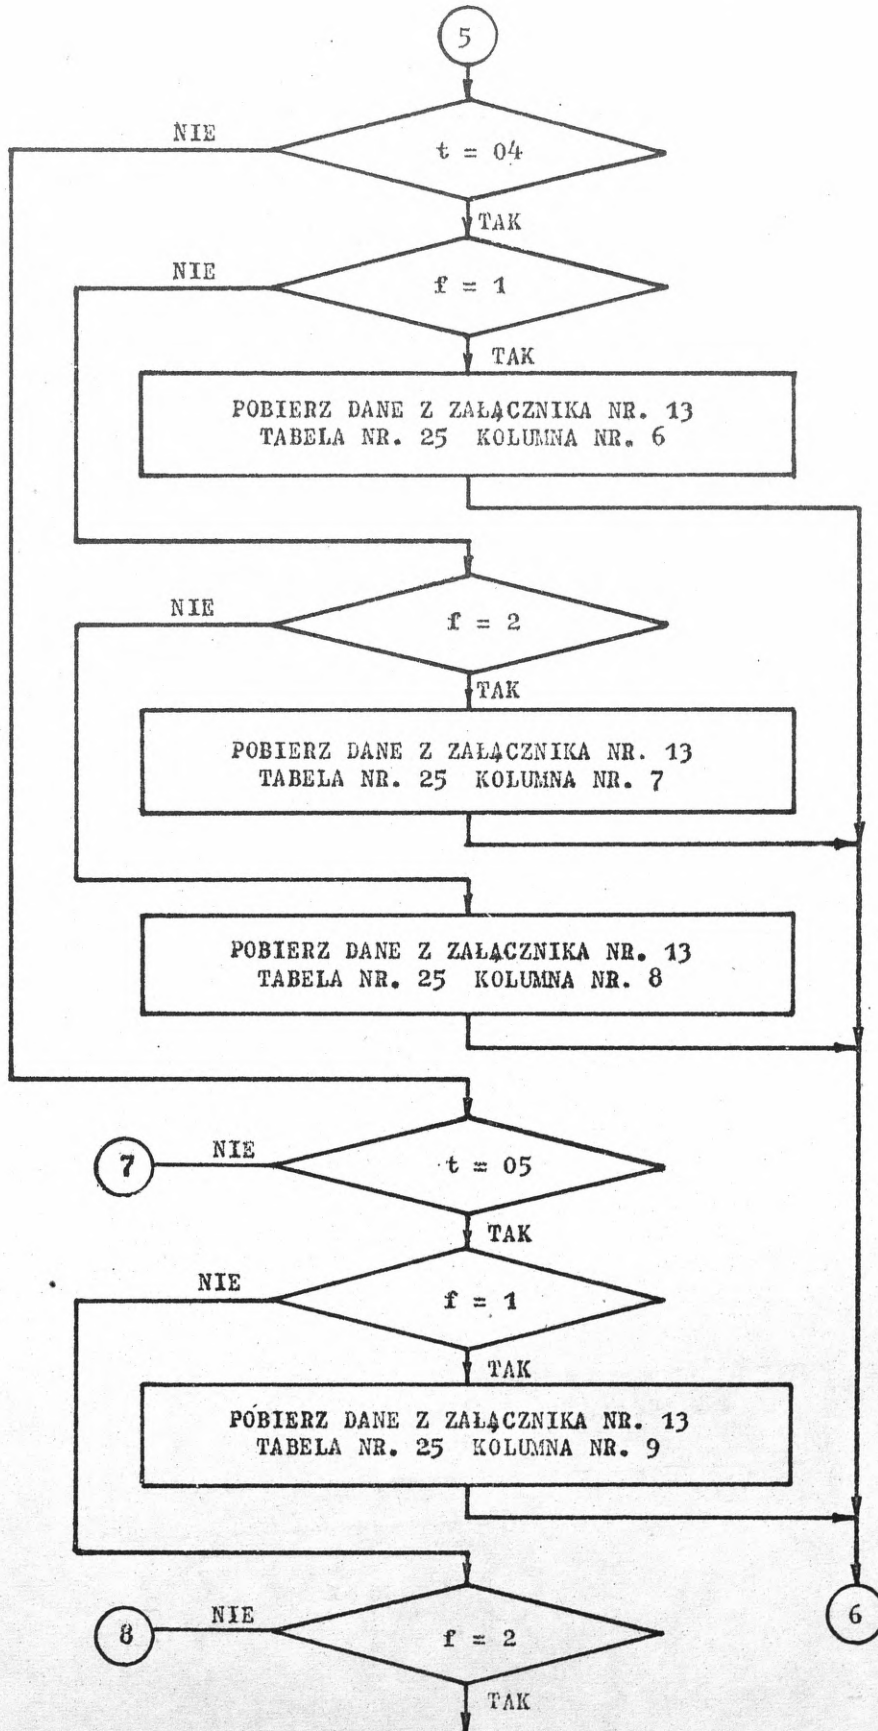 5
NIE
t = 04
TAK
NIE
f = 1
TAK
POBIERZ DANE Z ZAŁĄCZNIKA NR. 13
TABELA NR. 25 KOLUMNA NR. 6
NIE
f = 2
TAK
POBIERZ DANE Z ZAŁĄCZNIKA NR. 13
TABELA NR. 25 KOLUMNA NR. 7
POBIERZ DANE Z ZAŁĄCZNIKA NR. 13
TABELA NR. 25 KOLUMNA NR. 8
7
NIE
t = 05
TAK
NIE
f = 1
TAK
POBIERZ DANE Z ZAŁĄCZNIKA NR. 13
TABELA NR. 25 KOLUMNA NR. 9
8
NIE
f = 2
6
TAK